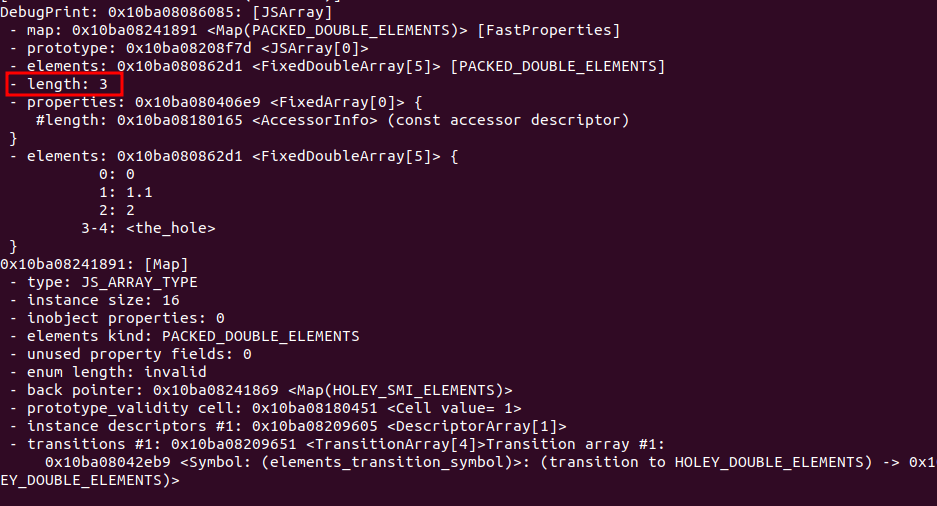 DebugPrint: 0x10ba08086085: [JSArray]
- map: 0x10ba08241891 <Map(PACKED_DOUBLE_ELEMENTS)> [FastProperties]
- prototype: 0x10ba08208f7d <JSArray[0]>
- elements: 0x10ba080862d1 <FixedDoubleArray[5]> [PACKED_DOUBLE_ELEMENTS]
- length: 3
- properties: 0x10ba080406e9 <FixedArray[0]> {
#length: 0x10ba08180165 <AccessorInfo> (const accessor descriptor)
}
- elements: 0x10ba080862d1 <FixedDoubleArray[5]> {
0: 0
1: 1.1
2: 2
3-4: <the_hole>
}
0x10ba08241891: [Map]
- type: JS_ARRAY_TYPE
- instance size: 16
- inobject properties: 0
- elements kind: PACKED_DOUBLE_ELEMENTS
- unused property fields: 0
- enum length: invalid
- back pointer: 0x10ba08241869 <Map(HOLEY_SMI_ELEMENTS)>
- prototype_validity cell: 0x10ba08180451 <Cell value= 1>
- instance descriptors #1: 0x10ba08209605 <DescriptorArray[1]>
- transitions #1: 0x10ba08209651 <TransitionArray[4]>Transition array #1:
0x10ba08042eb9 <Symbol: (elements_transition_symbol)>: (transition to HOLEY_DOUBLE_ELEMENTS) -> 0x1
EY_DOUBLE_ELEMENTS)>